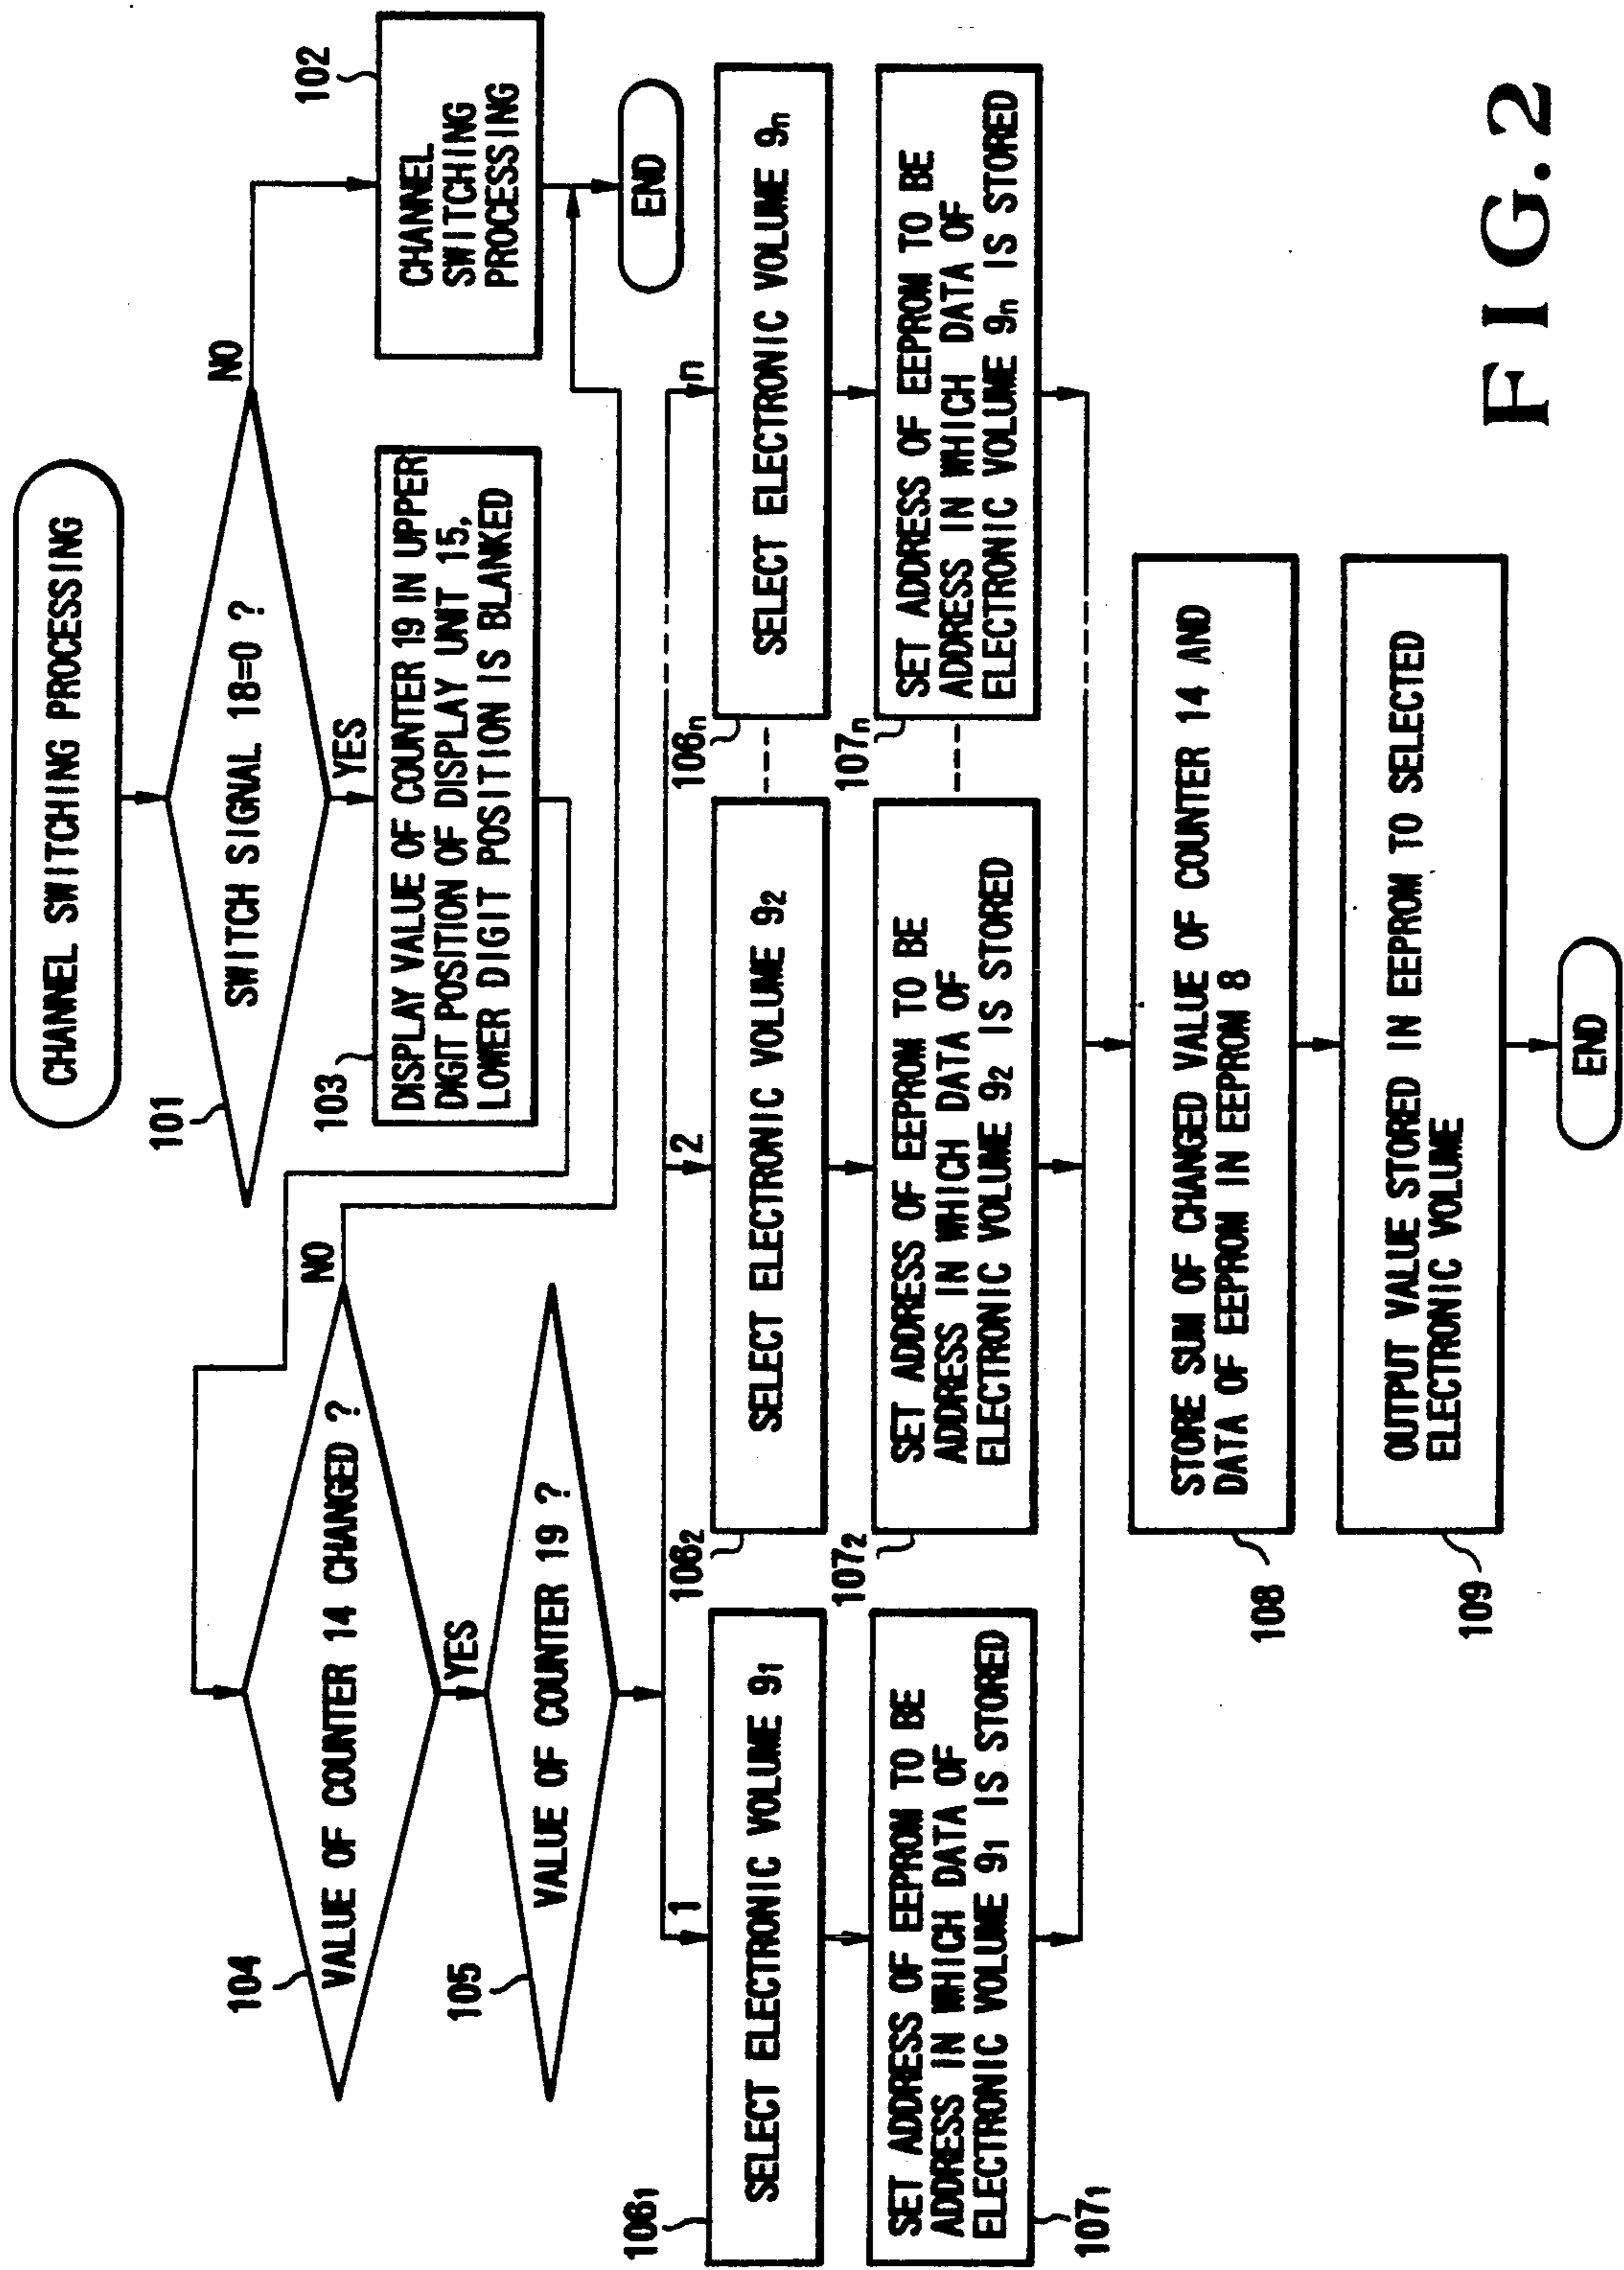 CHANNEL SWITCHING PROCESSING
101
SWITCH SIGNAL 18=0 ?
NO
YES
102
CHANNEL
SWITCHING
PROCESSING
END
103
DISPLAY VALUE OF COUNTER 19 IN UPPER
DIGIT POSITION OF DISPLAY UNIT 15,
LOWER DIGIT POSITION IS BLANKED
104
VALUE OF COUNTER 14 CHANGED ?
NO
YES
105
VALUE OF COUNTER 19 ?
1
2
n
106₁
SELECT ELECTRONIC VOLUME 9₁
106₂
SELECT ELECTRONIC VOLUME 9₂
106ₙ
SELECT ELECTRONIC VOLUME 9ₙ
107₁
SET ADDRESS OF EEPROM TO BE
ADDRESS IN WHICH DATA OF
ELECTRONIC VOLUME 9₁ IS STORED
107₂
SET ADDRESS OF EEPROM TO BE
ADDRESS IN WHICH DATA OF
ELECTRONIC VOLUME 9₂ IS STORED
107ₙ
SET ADDRESS OF EEPROM TO BE
ADDRESS IN WHICH DATA OF
ELECTRONIC VOLUME 9ₙ IS STORED
108
STORE SUM OF CHANGED VALUE OF COUNTER 14 AND
DATA OF EEPROM IN EEPROM 8
109
OUTPUT VALUE STORED IN EEPROM TO SELECTED
ELECTRONIC VOLUME
END
FIG.2